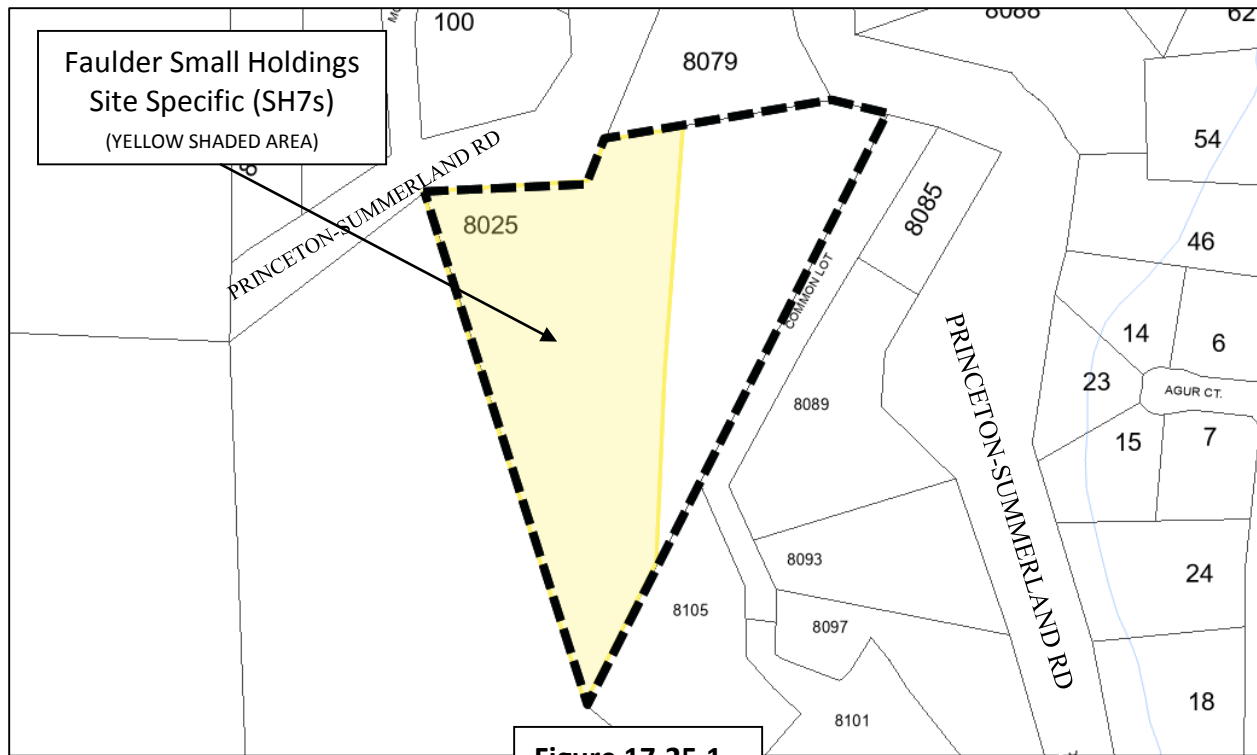 100
8088
62
Faulder Small Holdings
Site Specific (SH7s)
(YELLOW SHADED AREA)
8079
54
PRINCETON-SUMMERLAND RD
8025
8085
46
COMMON LOT
PRINCETON-SUMMERLAND RD
14
6
23
AGUR CT.
8089
15
7
8093
24
8105
8097
18
8101
Figure 17.25.1